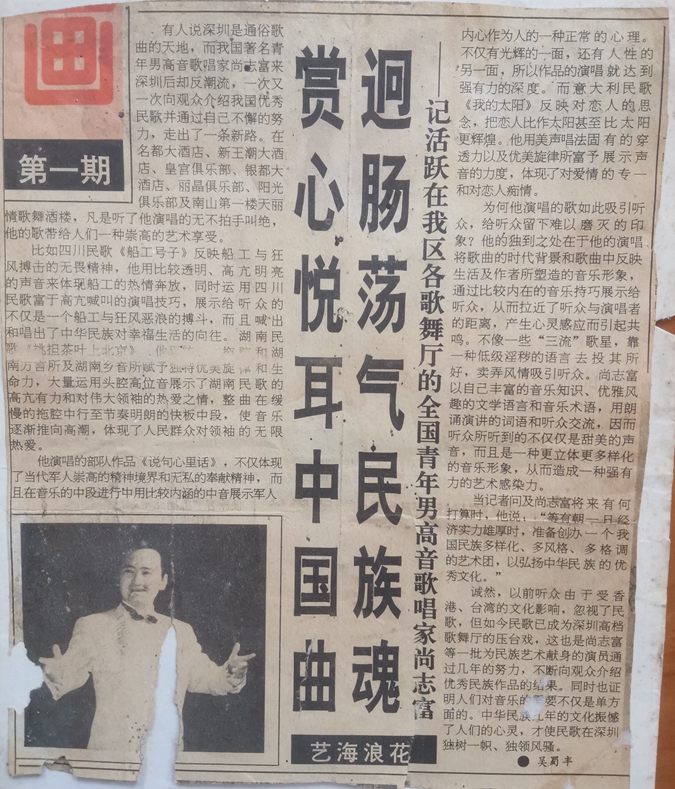 第一期
迴肠荡气民族魂
赏心悦耳中国曲
——记活跃在我区各歌舞厅的全国青年男高音歌唱家尚志富
有人说深圳是通俗歌
曲的天地，而我国著名青
年男高音歌唱家尚志富来
深圳后却反潮流，一次又
一次向观众介绍我国优秀
民歌并通过自己不懈的努
力，走出了一条新路。在
名都大酒店、新王潮大酒
店、皇宫俱乐部、银都大
酒店、丽晶俱乐部、阳光
俱乐部及南山第一楼天丽
情歌舞酒楼，凡是听了他演唱的无不拍手叫绝，
他的歌带给人们一种崇高的艺术享受。
比如四川民歌《船工号子》反映船工与狂
风搏击的无畏精神，他用比较透明、高亢明亮
的声音来体现船工的热情奔放，同时运用四川
民歌富于高亢喊叫的演唱技巧，展示给听众的
不仅是一个船工与狂风恶浪的搏斗，而且喊出
和唱出了中华民族对幸福生活的向往。湖南民
歌《挑担茶叶上北京》，和湖
南方言所及湖南乡音所赋予独特优美旋律和生
命力，大量运用头腔高位音展示了湖南民歌的
高亢有力和对伟大领袖的热爱之情，整曲在缓
慢的拖腔中行至节奏明朗的快板中段，使音乐
逐渐推向高潮，体现了人民群众对领袖的无限
热爱。
他演唱的部队作品《说句心里话》，不仅体现
了当代军人崇高的精神境界和无私的奉献精神，而
且在音乐的中段进行中用比较内涵的中音展示军人
内心作为人的一种正常的心理。
不仅有光辉的一面，还有人性的
另一面，所以作品的演唱就达到
强有力的深度。而意大利民歌
《我的太阳》反映对恋人的思
念，把恋人比作太阳甚至比太阳
更辉煌。他用美声唱法固有的穿
透力以及优美旋律所富予展示声
音的力度，体现了对爱情的专一
和对恋人痴情。
为何他演唱的歌如此吸引听
众，给听众留下难以磨灭的印
象？他的独到之处在于他的演唱
将歌曲的时代背景和歌曲中反映
生活及作者所塑造的音乐形象，
通过比较内在的音乐持巧展示给
听众，从而拉近了听众与演唱者
的距离，产生心灵感应而引起共
鸣。不像一些“三流”歌星，靠
一种低级淫秽的语言去投其所
好，卖弄风情吸引听众。尚志富
以自己丰富的音乐知识、优雅风
趣的文学语言和音乐术语，用朗
诵演讲的词语和听众交流，因而
听众所听到的不仅仅是甜美的声
音，而且是一种更立体更多样化
的音乐形象，从而造成一种强有
力的艺术感染力。
当记者问及尚志富将来有何
打算时，他说，“等有朝一日经
济实力雄厚时，准备创办一个我
国民族多样化、多风格、多格调
的艺术团，以弘扬中华民族的优
秀文化。”
诚然，以前听众由于受香
港、台湾的文化影响，忽视了民
歌，但如今民歌已成为深圳高档
歌舞厅的压台戏，这也是尚志富
等一批为民族艺术献身的演员通
过几年的努力，不断向观众介绍
优秀民族作品的结果。同时也证
明人们对音乐的需要不仅是单方
面的。中华民族五年的文化振憾
了人们的心灵，才使民歌在深圳
独树一帜、独领风骚。
●吴蜀丰
艺海浪花